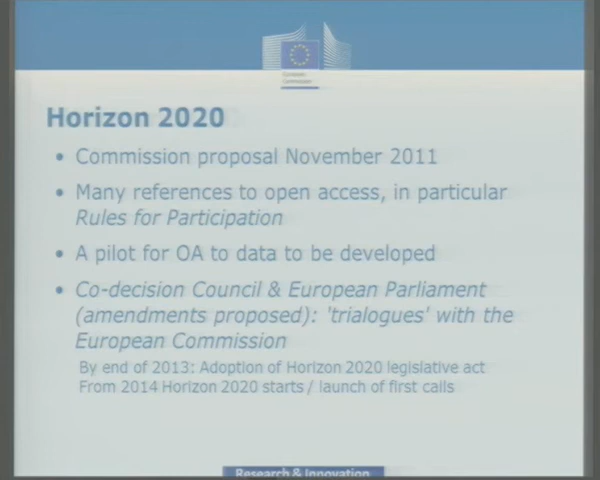 European
Commission
Horizon 2020
• Commission proposal November 2011
• Many references to open access, in particular
Rules for Participation
• A pilot for OA to data to be developed
• Co-decision Council & European Parliament
(amendments proposed): 'trialogues' with the
European Commission
By end of 2013: Adoption of Horizon 2020 legislative act
From 2014 Horizon 2020 starts / launch of first calls
Research & Innovation